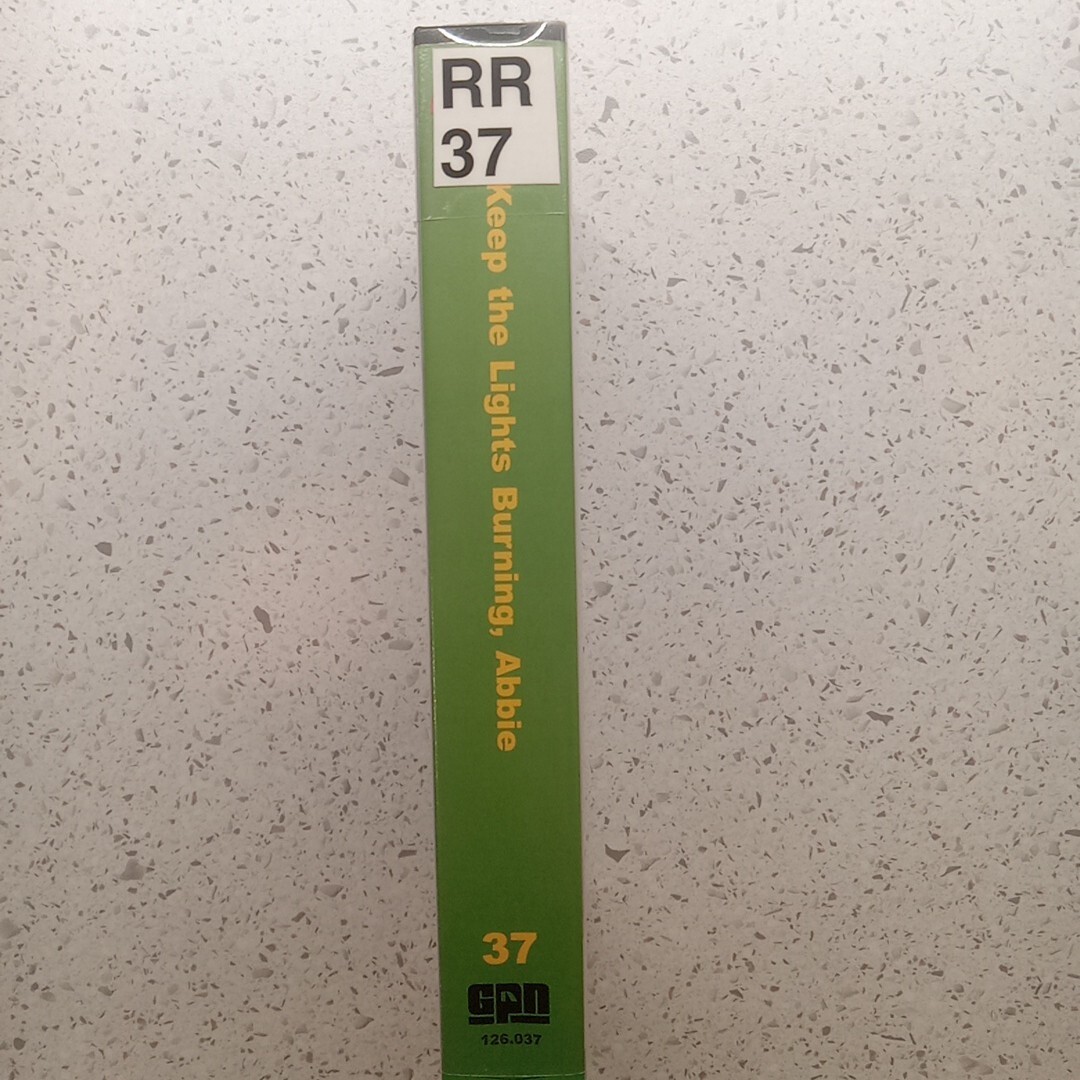 RR
37
Keep the Lights Burning, Abbie
37
GPN
126.037